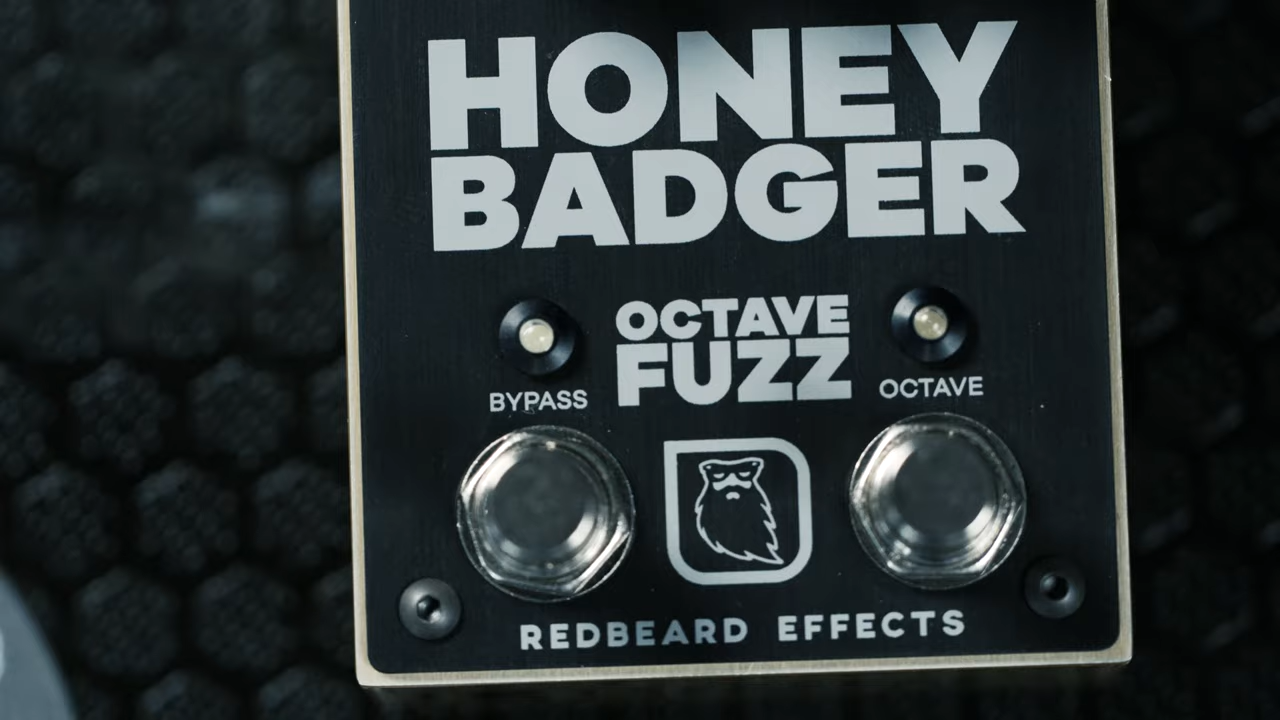 HONEY
BADGER
OCTAVE
FUZZ
BYPASS
OCTAVE
REDBEARD EFFECTS